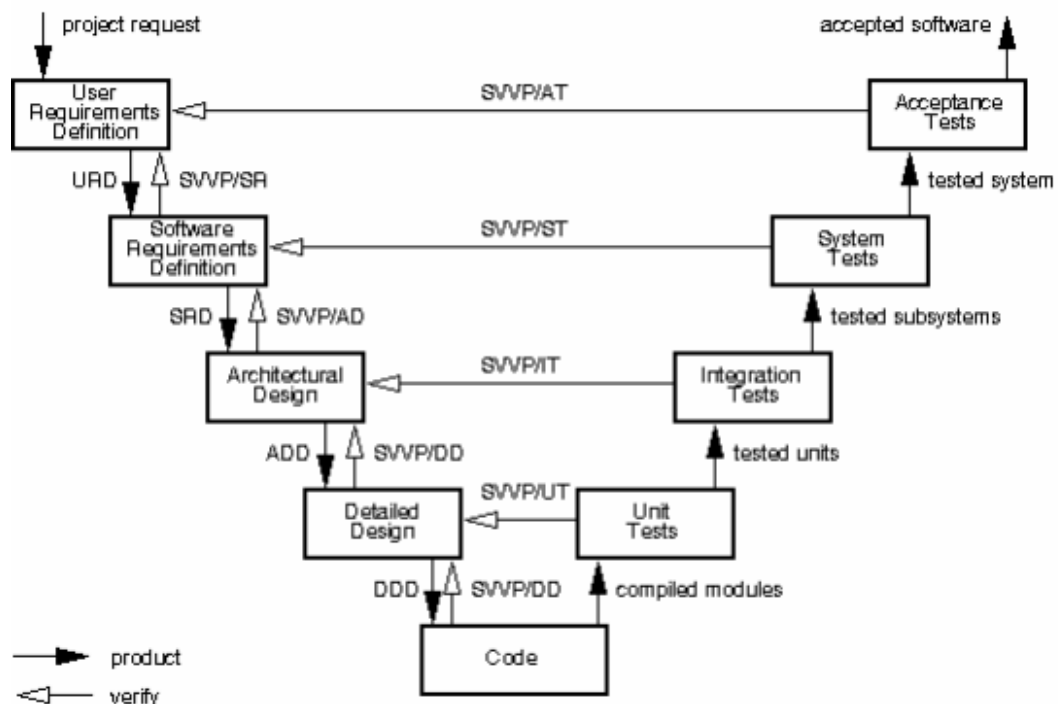 project request
accepted software
User
Requirements
Definition
SVVP/AT
Acceptance
Tests
URD
SVVP/SR
tested system
Software
Requirements
Definition
SVVP/ST
System
Tests
SRD
SVVP/AD
tested subsystems
Architectural
Design
SVVP/IT
Integration
Tests
ADD
SVVP/DD
tested units
Detailed
Design
SVVP/UT
Unit
Tests
DDD
SVVP/DD
compiled modules
Code
product
verify